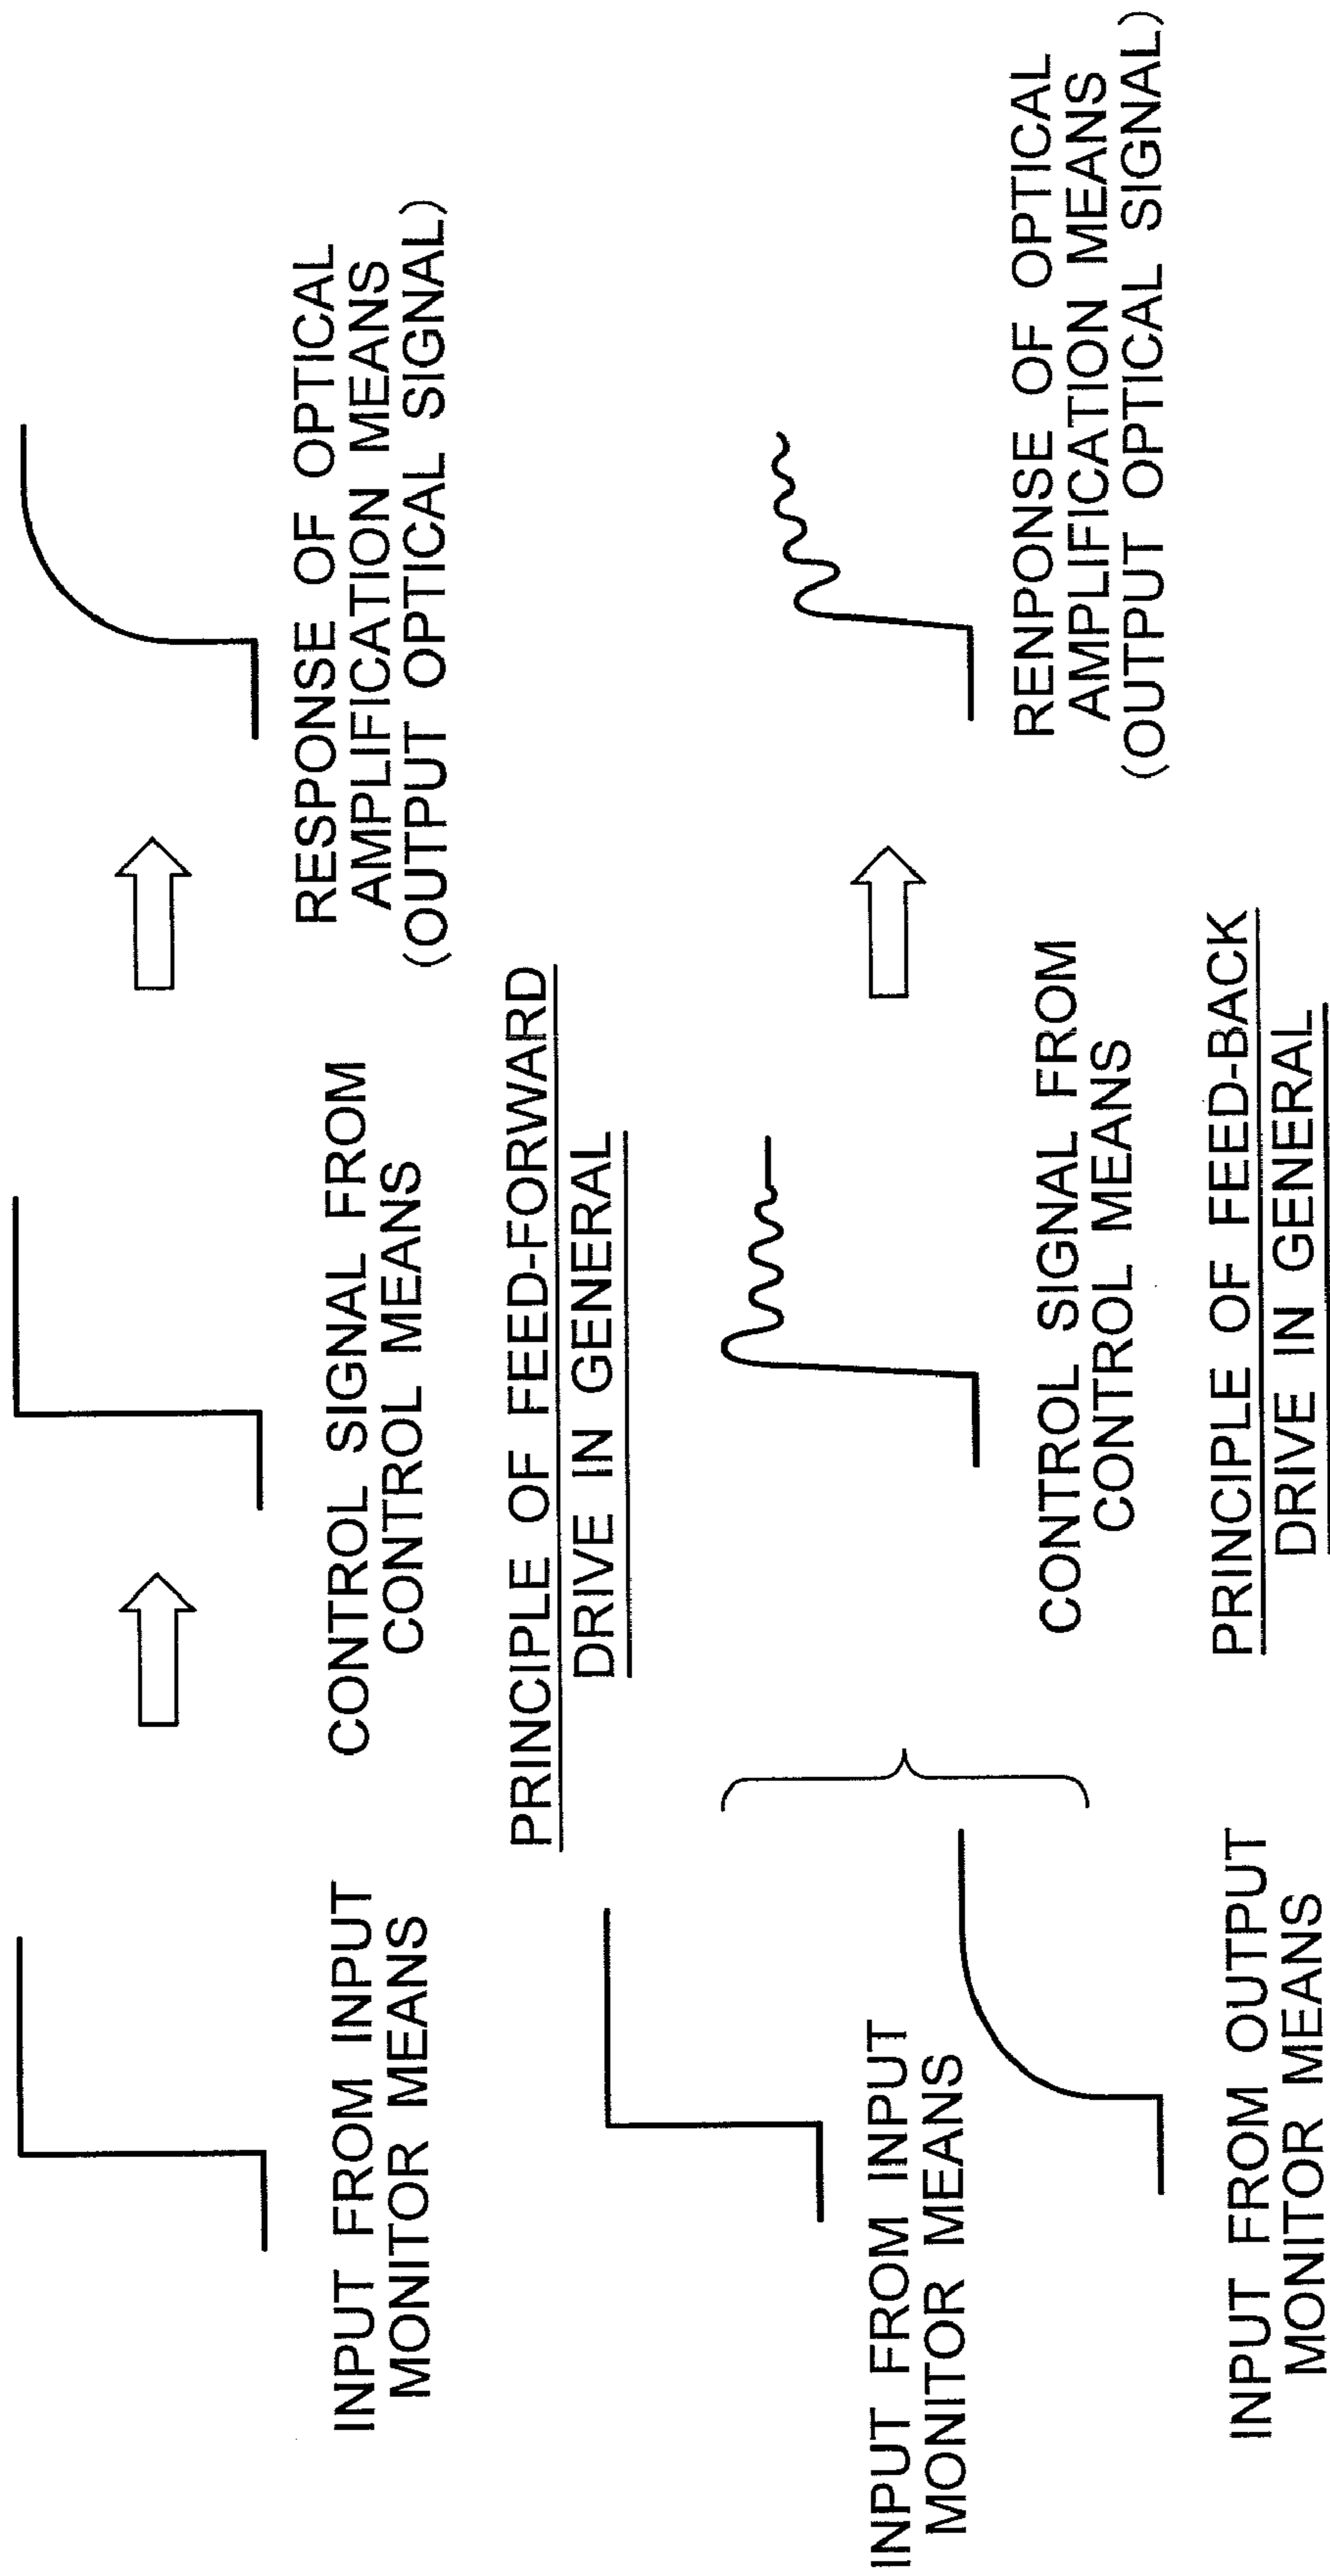 INPUT FROM INPUT
MONITOR MEANS
CONTROL SIGNAL FROM
CONTROL MEANS
RESPONSE OF OPTICAL
AMPLIFICATION MEANS
(OUTPUT OPTICAL SIGNAL)
PRINCIPLE OF FEED-FORWARD
DRIVE IN GENERAL
INPUT FROM INPUT
MONITOR MEANS
INPUT FROM OUTPUT
MONITOR MEANS
CONTROL SIGNAL FROM
CONTROL MEANS
RENPONSE OF OPTICAL
AMPLIFICATION MEANS
(OUTPUT OPTICAL SIGNAL)
PRINCIPLE OF FEED-BACK
DRIVE IN GENERAL